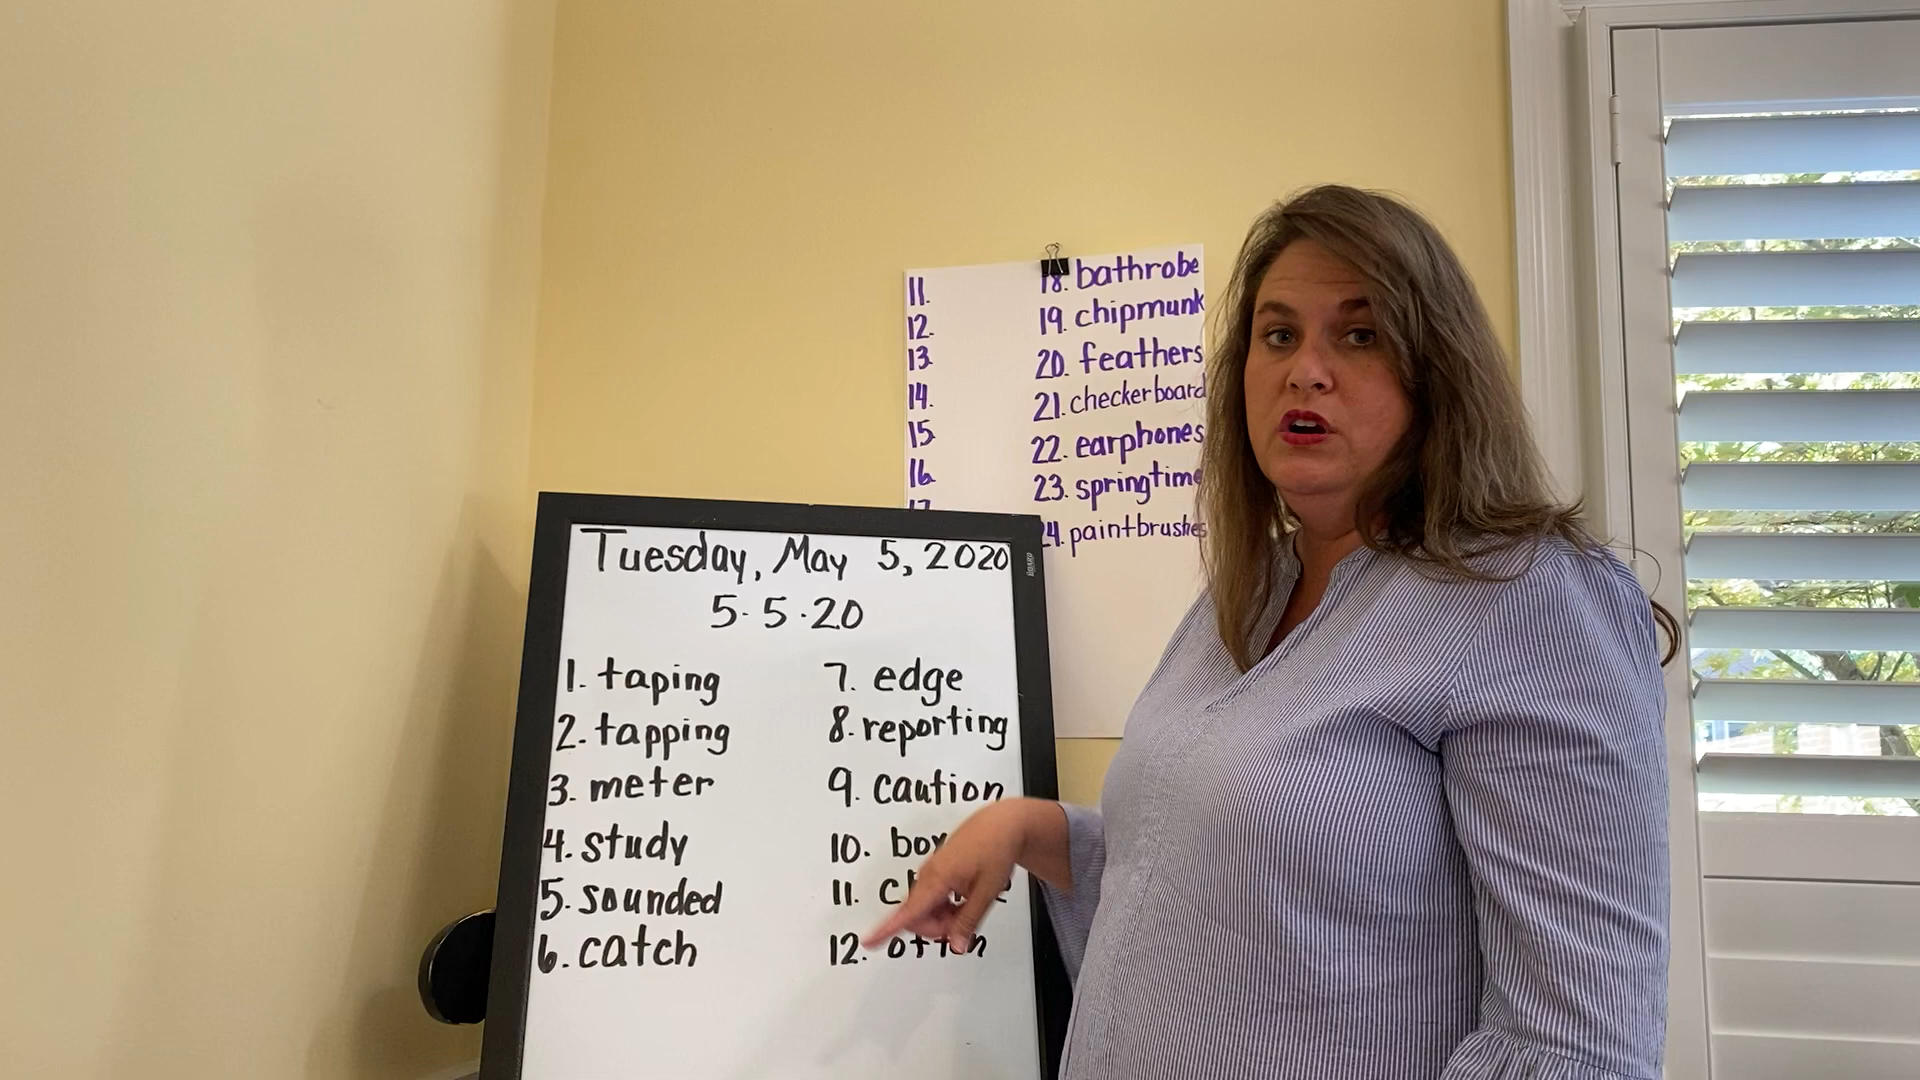 11.
12.
13.
14.
15.
16.
17.
18. bathrobe
19. chipmunk
20. feathers
21. checkerboard
22. earphones
23. springtime
24. paintbrushes
Tuesday, May 5, 2020
5.5.20
1. taping
2. tapping
3. meter
4. study
5. sounded
6. catch
7. edge
8. reporting
9. caution
10.
11.
12. often